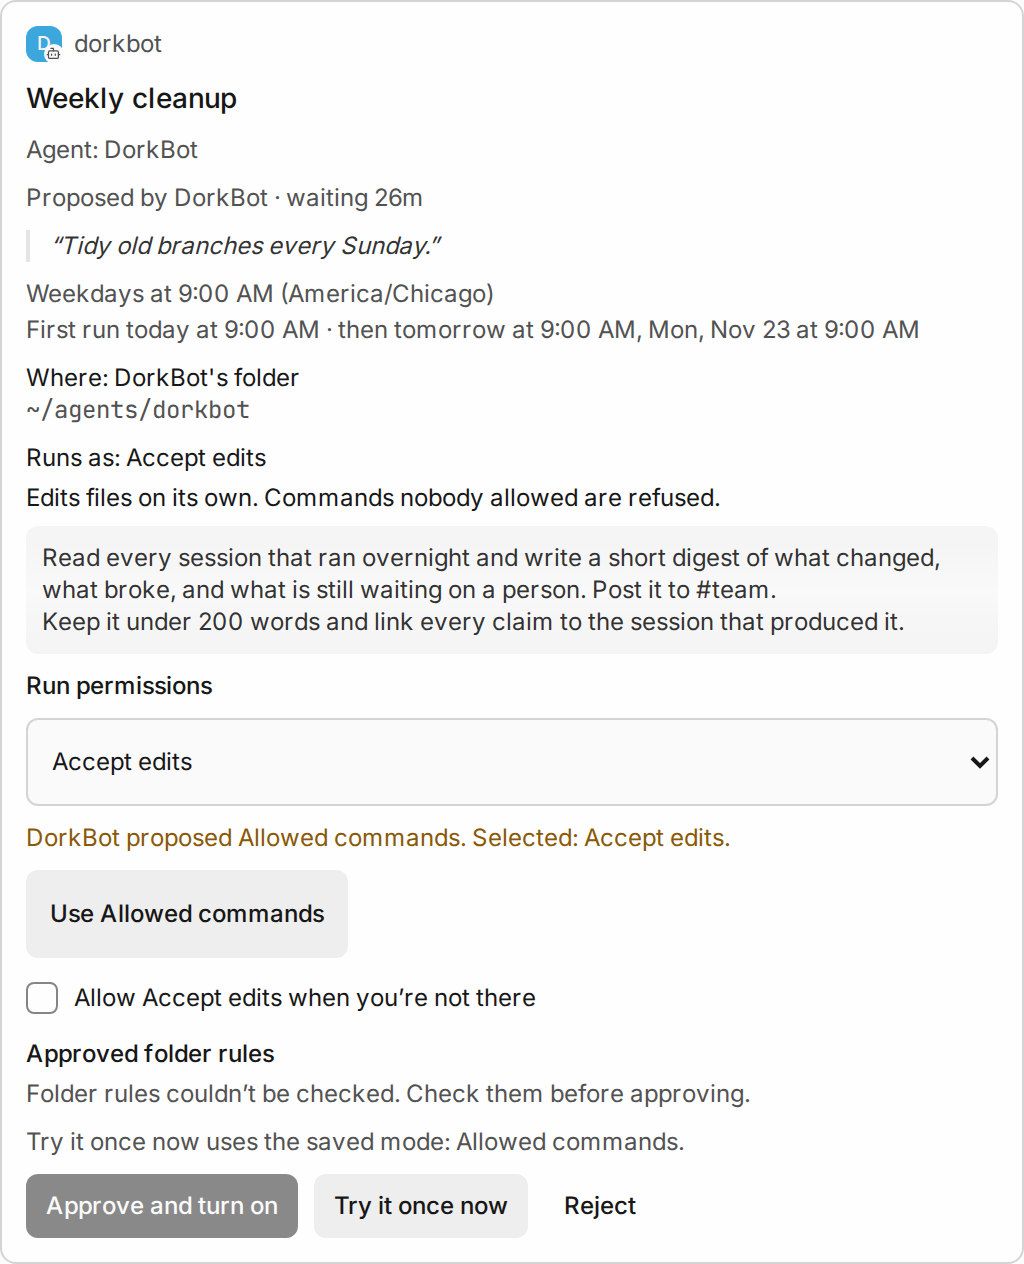 D
dorkbot
Weekly cleanup
Agent: DorkBot
Proposed by DorkBot · waiting 26m
“Tidy old branches every Sunday.”
Weekdays at 9:00 AM (America/Chicago)
First run today at 9:00 AM · then tomorrow at 9:00 AM, Mon, Nov 23 at 9:00 AM
Where: DorkBot's folder
~/agents/dorkbot
Runs as: Accept edits
Edits files on its own. Commands nobody allowed are refused.
Read every session that ran overnight and write a short digest of what changed,
what broke, and what is still waiting on a person. Post it to #team.
Keep it under 200 words and link every claim to the session that produced it.
Run permissions
Accept edits
DorkBot proposed Allowed commands. Selected: Accept edits.
Use Allowed commands
Allow Accept edits when you’re not there
Approved folder rules
Folder rules couldn’t be checked. Check them before approving.
Try it once now uses the saved mode: Allowed commands.
Approve and turn on
Try it once now
Reject